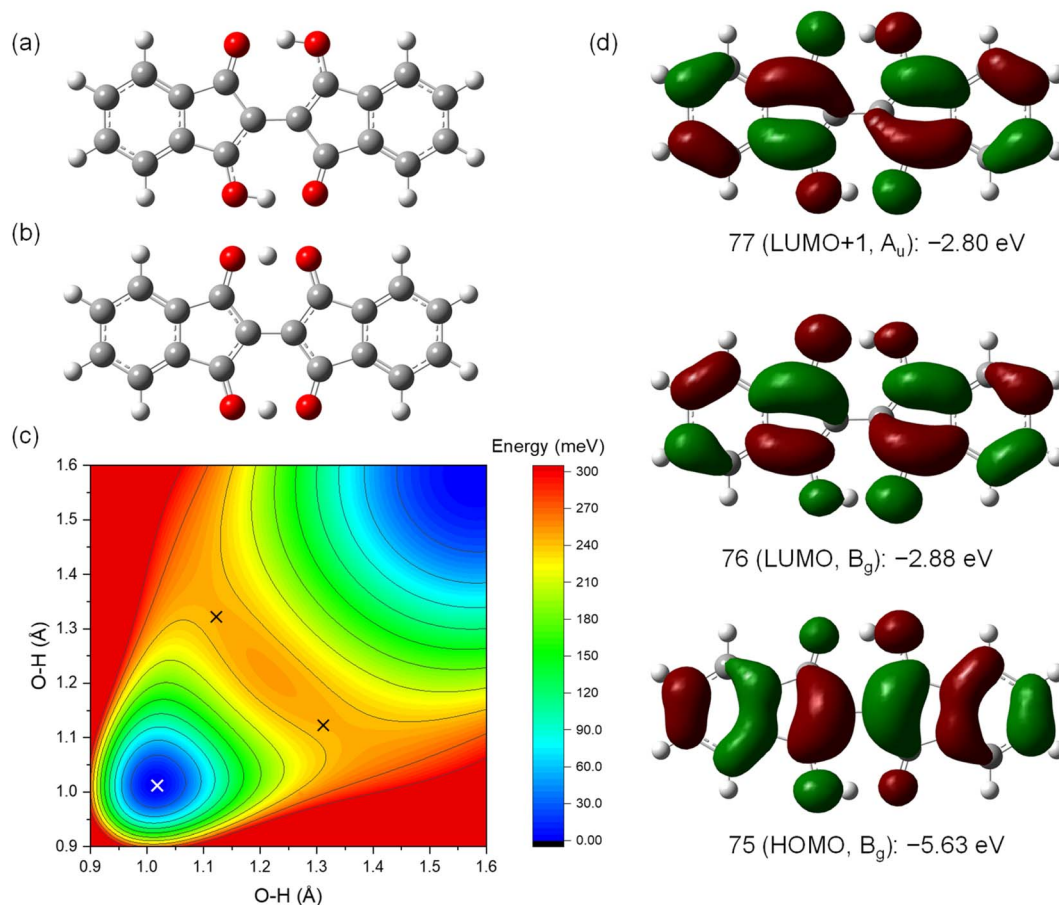 (a)
(b)
(c)
Energy (meV)
1.6
1.5
1.4
1.3
1.2
1.1
1.0
0.9
O-H (Å)
0.9
1.0
1.1
1.2
1.3
1.4
1.5
1.6
O-H (Å)
300
270
240
210
180
150
120
90.0
60.0
30.0
0.00
(d)
77 (LUMO+1, Aᵤ): −2.80 eV
76 (LUMO, B₉): −2.88 eV
75 (HOMO, B₉): −5.63 eV